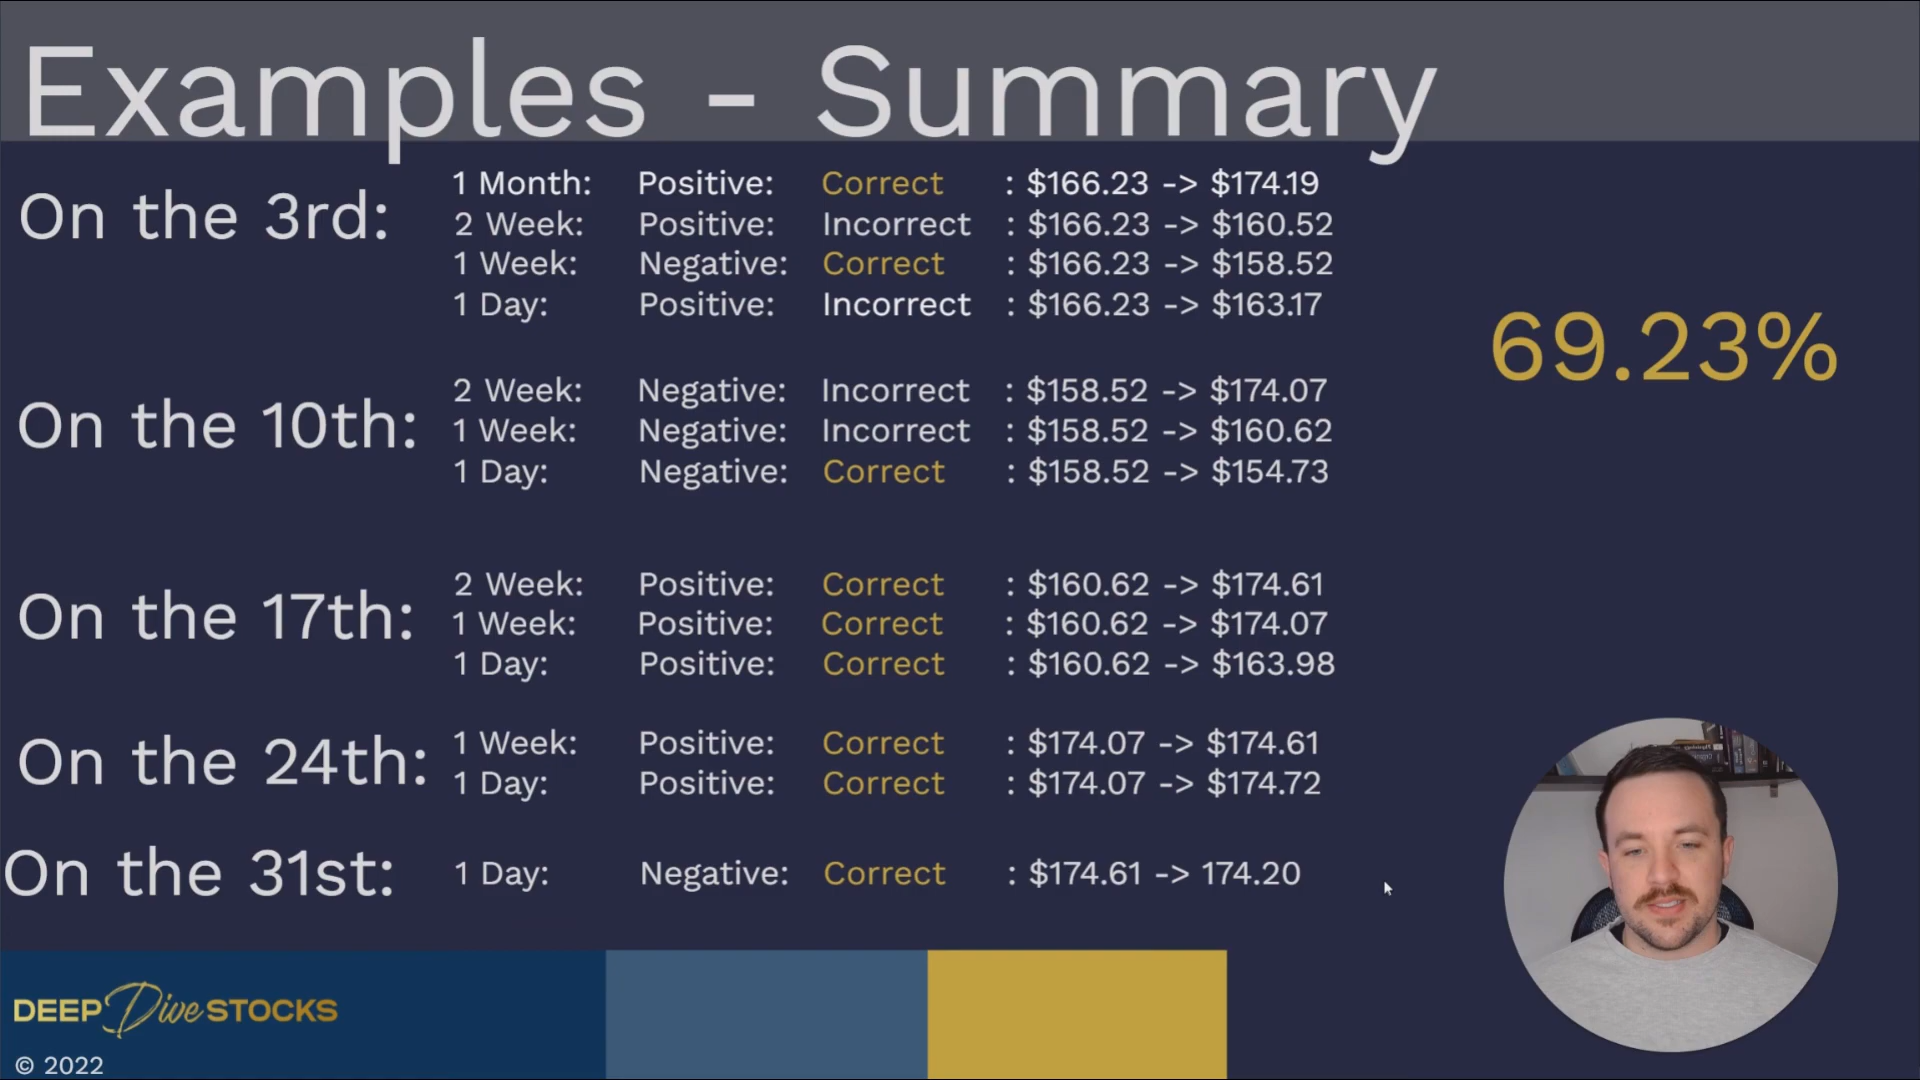 Examples - Summary
On the 3rd:
1 Month: Positive: Correct : $166.23 -> $174.19
2 Week: Positive: Incorrect : $166.23 -> $160.52
1 Week: Negative: Correct : $166.23 -> $158.52
1 Day: Positive: Incorrect : $166.23 -> $163.17
69.23%
On the 10th:
2 Week: Negative: Incorrect : $158.52 -> $174.07
1 Week: Negative: Incorrect : $158.52 -> $160.62
1 Day: Negative: Correct : $158.52 -> $154.73
On the 17th:
2 Week: Positive: Correct : $160.62 -> $174.61
1 Week: Positive: Correct : $160.62 -> $174.07
1 Day: Positive: Correct : $160.62 -> $163.98
On the 24th:
1 Week: Positive: Correct : $174.07 -> $174.61
1 Day: Positive: Correct : $174.07 -> $174.72
On the 31st:
1 Day: Negative: Correct : $174.61 -> 174.20
DEEP Dive STOCKS
© 2022